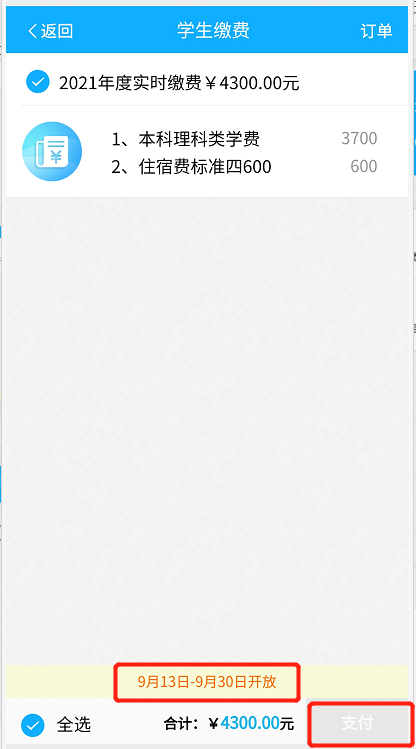 返回 学生缴费 订单
2021年度实时缴费￥4300.00元
1、本科理科类学费 3700
2、住宿费标准四600 600
9月13日-9月30日开放
全选 合计：￥4300.00元 支付